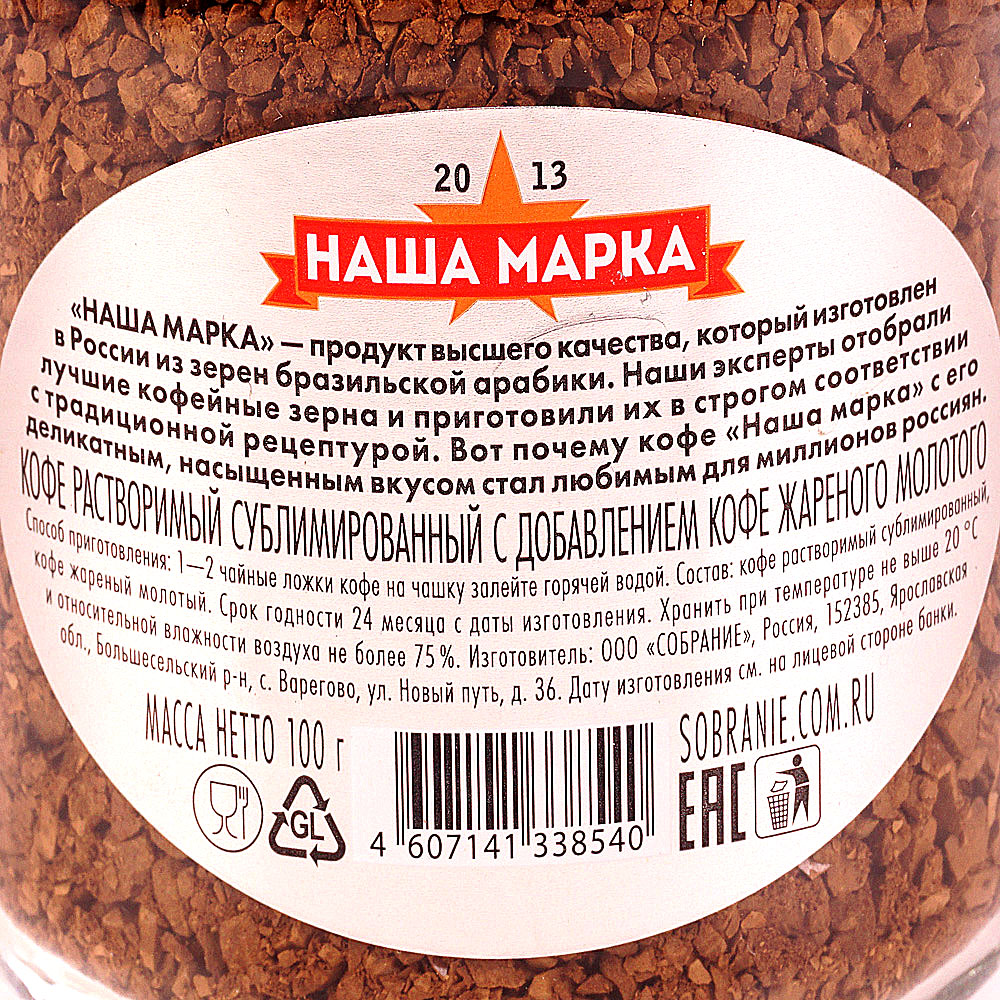 20 13
НАША МАРКА
«НАША МАРКА» — продукт высшего качества, который изготовлен
в России из зерен бразильской арабики. Наши эксперты отобрали
лучшие кофейные зерна и приготовили их в строгом соответствии
с традиционной рецептурой. Вот почему кофе «Наша марка» с его
деликатным, насыщенным вкусом стал любимым для миллионов россиян.
КОФЕ РАСТВОРИМЫЙ СУБЛИМИРОВАННЫЙ С ДОБАВЛЕНИЕМ КОФЕ ЖАРЕНОГО МОЛОТОГО
Способ приготовления: 1—2 чайные ложки кофе на чашку залейте горячей водой. Состав: кофе растворимый сублимированный,
кофе жареный молотый. Срок годности 24 месяца с даты изготовления. Хранить при температуре не выше 20 °С
и относительной влажности воздуха не более 75%. Изготовитель: ООО «СОБРАНИЕ», Россия, 152385, Ярославская
обл., Большесельский р-н, с. Варегово, ул. Новый путь, д. 36. Дату изготовления см. на лицевой стороне банки.
МАССА НЕТТО 100 г
SOBRANIE.COM.RU
GL
4 607141 338540
EAC